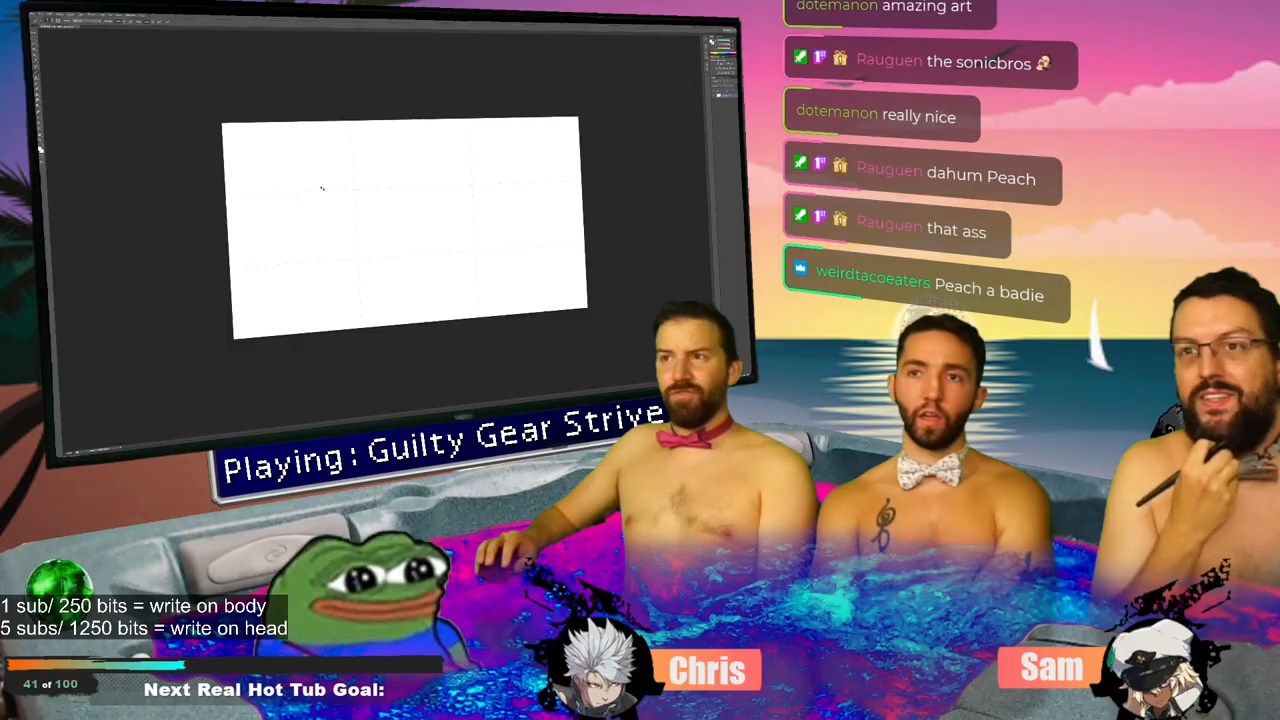 dotemanon amazing art
Rauguen the sonicbros
dotemanon really nice
Rauguen dahum Peach
Rauguen that ass
weirdtacoeaters Peach a badie
Playing: Guilty Gear Strive
1 sub/ 250 bits = write on body
5 subs/ 1250 bits = write on head
41 of 100
Next Real Hot Tub Goal:
Chris
Sam